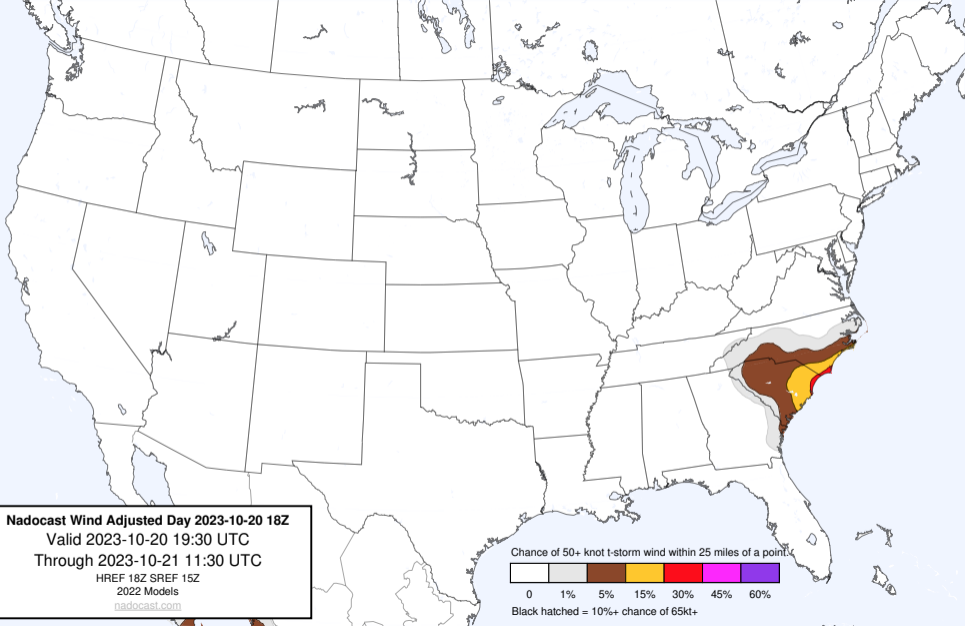 Nadocast Wind Adjusted Day 2023-10-20 18Z
Valid 2023-10-20 19:30 UTC
Through 2023-10-21 11:30 UTC
HREF 18Z SREF 15Z
2022 Models
nadocast.com
Chance of 50+ knot t-storm wind within 25 miles of a point.
0 1% 5% 15% 30% 45% 60%
Black hatched = 10%+ chance of 65kt+